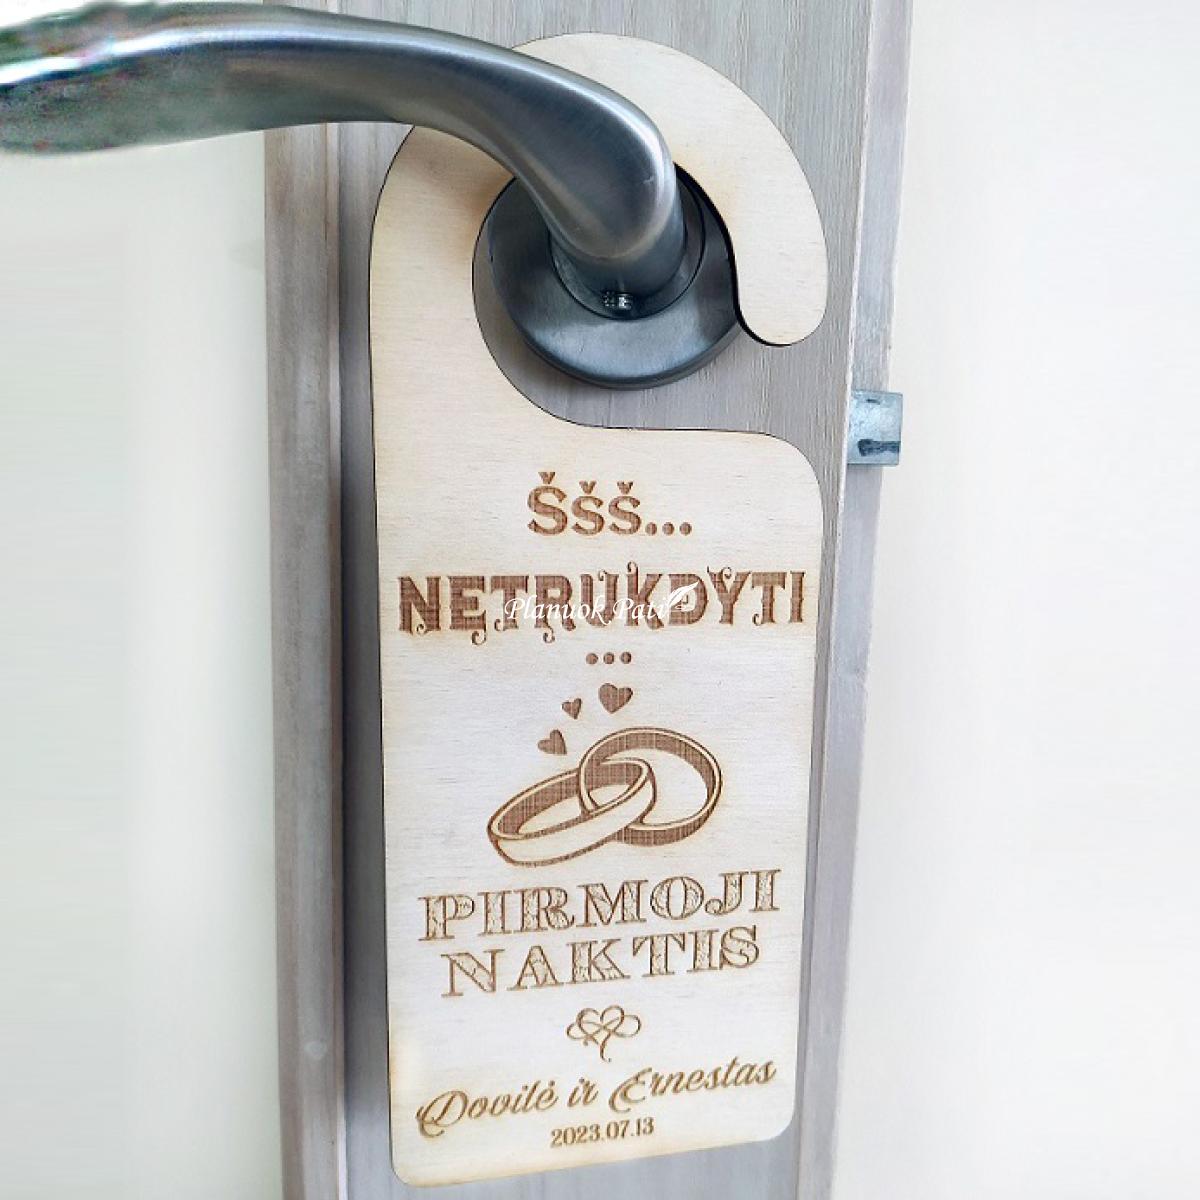 Ššš...
NETRUKDYTI
...
Planuok Pati
PIRMOJI
NAKTIS
Dovilė ir Ernestas
2023.07.13